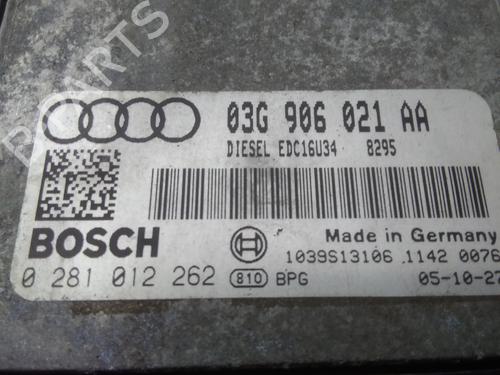 PARTS
03G 906 021 AA
DIESEL EDC16U34 8295
BOSCH
Made in Germany
1039S13106 .1142 0076
0 281 012 262 810 BPG 05-10-27